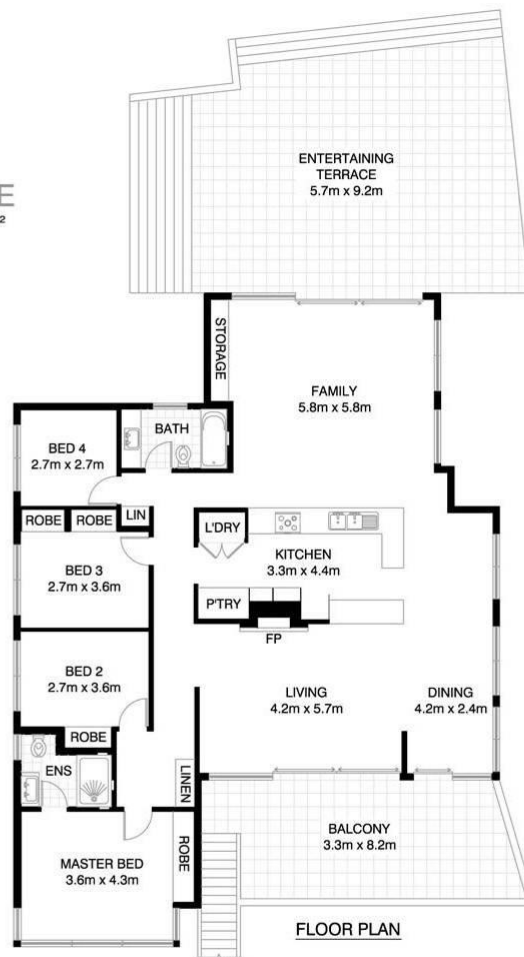 E
2
ENTERTAINING
TERRACE
5.7m x 9.2m
STORAGE
FAMILY
5.8m x 5.8m
BATH
BED 4
2.7m x 2.7m
ROBE
ROBE
LIN
L'DRY
KITCHEN
3.3m x 4.4m
BED 3
2.7m x 3.6m
P'TRY
FP
BED 2
2.7m x 3.6m
ROBE
LIVING
4.2m x 5.7m
DINING
4.2m x 2.4m
ENS
LINEN
BALCONY
3.3m x 8.2m
MASTER BED
3.6m x 4.3m
ROBE
FLOOR PLAN